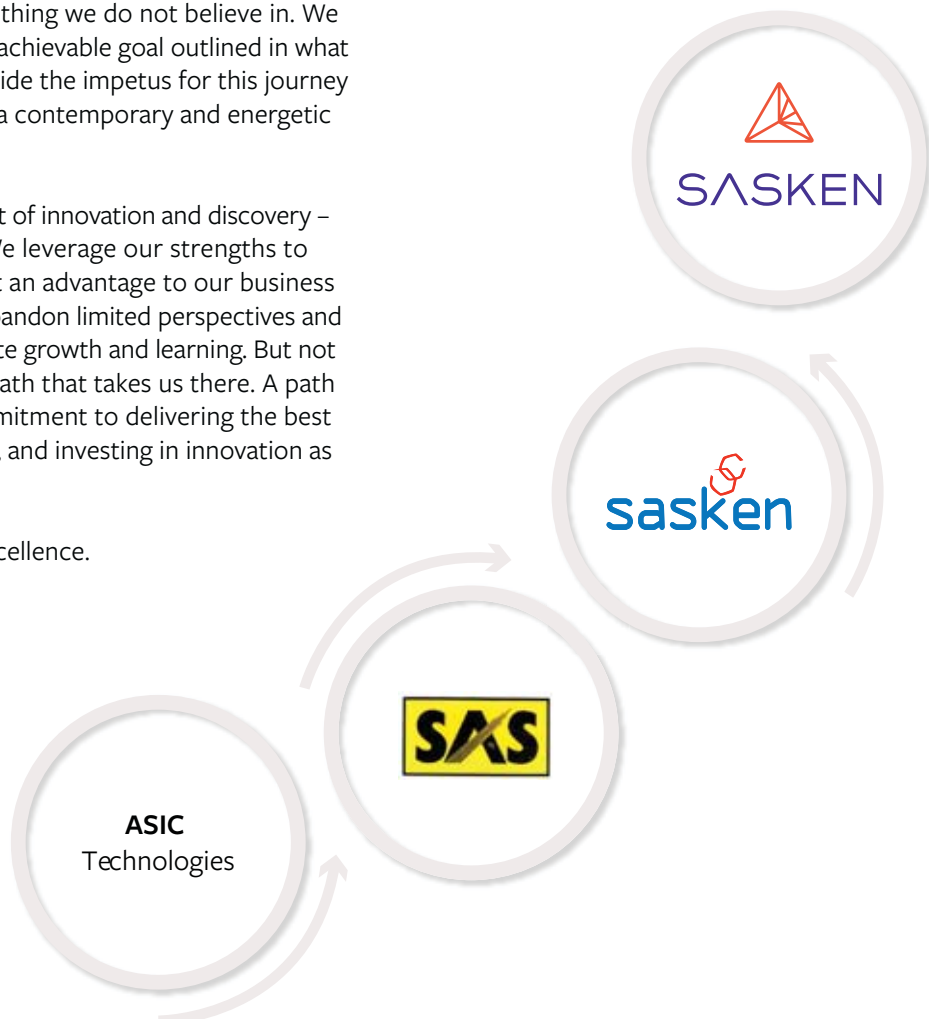 thing we do not believe in. We
achievable goal outlined in what
ide the impetus for this journey
a contemporary and energetic
t of innovation and discovery –
e leverage our strengths to
t an advantage to our business
andon limited perspectives and
te growth and learning. But not
ath that takes us there. A path
mitment to delivering the best
, and investing in innovation as
cellence.
SASKEN
sasken
SAS
ASIC
Technologies